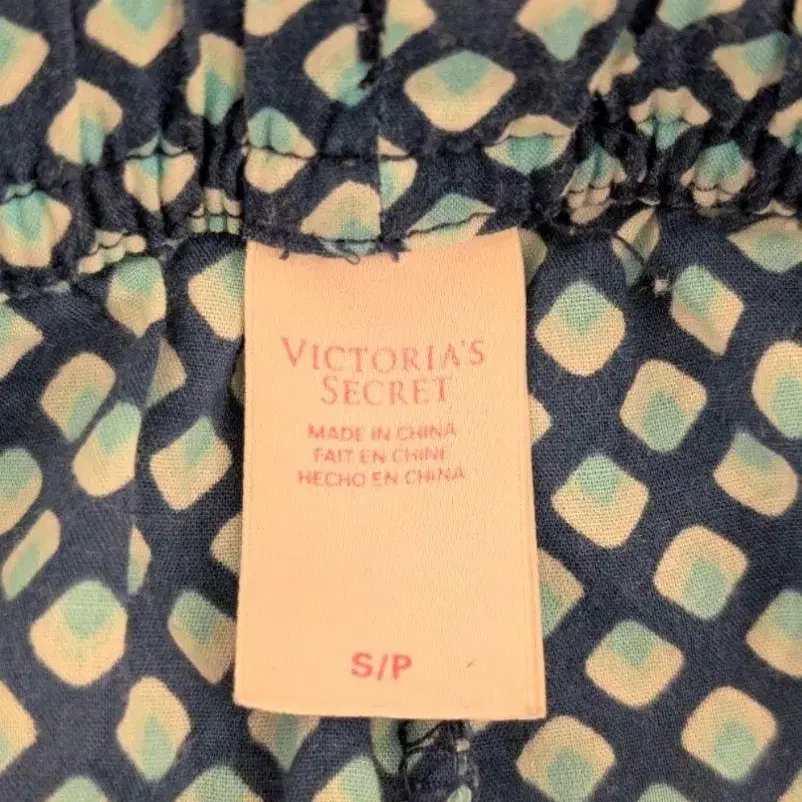 VICTORIA'S
SECRET
MADE IN CHINA
FAIT EN CHINE
HECHO EN CHINA
S/P